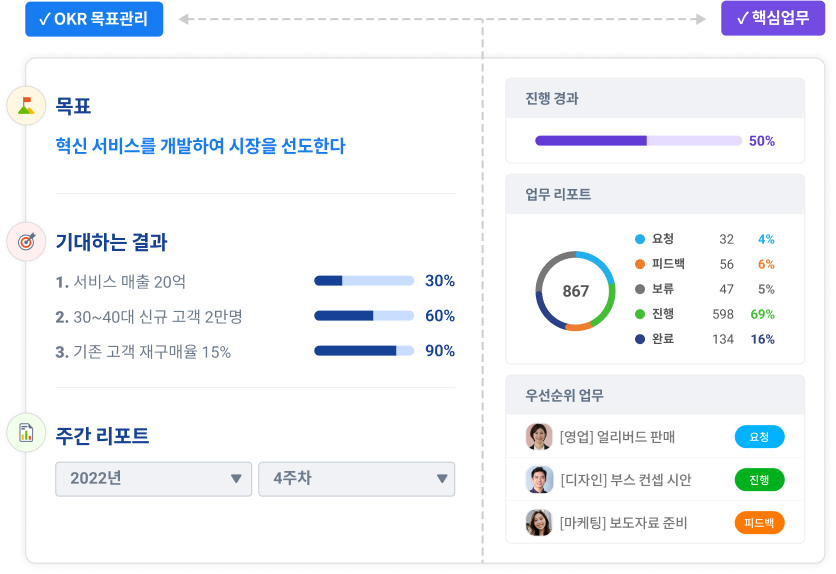 ✓ OKR 목표관리
✓ 핵심업무
목표
혁신 서비스를 개발하여 시장을 선도한다
기대하는 결과
1. 서비스 매출 20억 30%
2. 30~40대 신규 고객 2만명 60%
3. 기존 고객 재구매율 15% 90%
주간 리포트
2022년 ▼ 4주차 ▼
진행 경과
50%
업무 리포트
867
요청 32 4%
피드백 56 6%
보류 47 5%
진행 598 69%
완료 134 16%
우선순위 업무
[영업] 얼리버드 판매 요청
[디자인] 부스 컨셉 시안 진행
[마케팅] 보도자료 준비 피드백